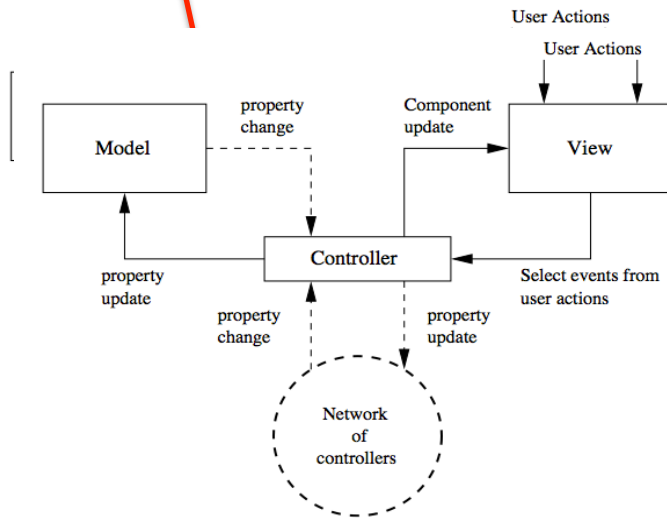 User Actions
User Actions
property
change
Component
update
Model
View
Controller
property
update
Select events from
user actions
property
change
property
update
Network
of
controllers